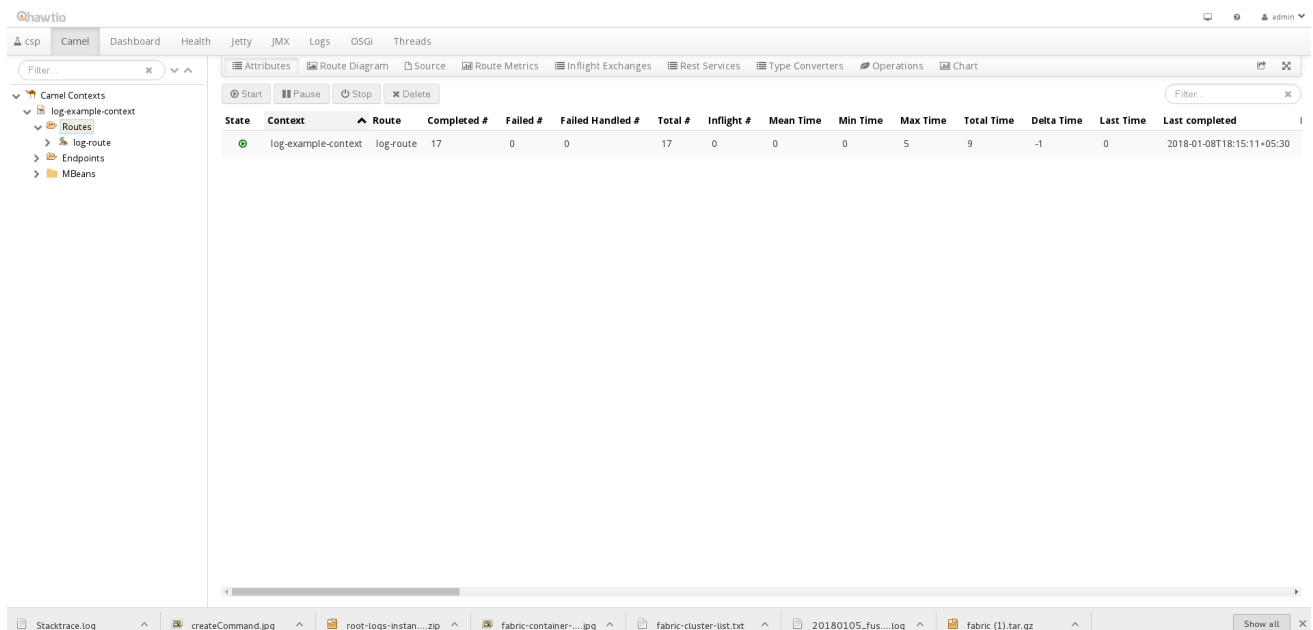 hawtio
admin
csp Camel Dashboard Health Jetty JMX Logs OSGi Threads
Filter...
Attributes Route Diagram Source Route Metrics Inflight Exchanges Rest Services Type Converters Operations Chart
Start Pause Stop Delete
Filter...
Camel Contexts
log-example-context
Routes
log-route
Endpoints
MBeans
State Context Route Completed # Failed # Failed Handled # Total # Inflight # Mean Time Min Time Max Time Total Time Delta Time Last Time Last completed
log-example-context log-route 17 0 0 17 0 0 0 5 9 -1 0 2018-01-08T18:15:11+05:30
Stacktrace.log createCommand.jpg root-logs-instan....zip fabric-container-....jpg fabric-cluster-list.txt 20180105_fus....log fabric (1).tar.gz Show all